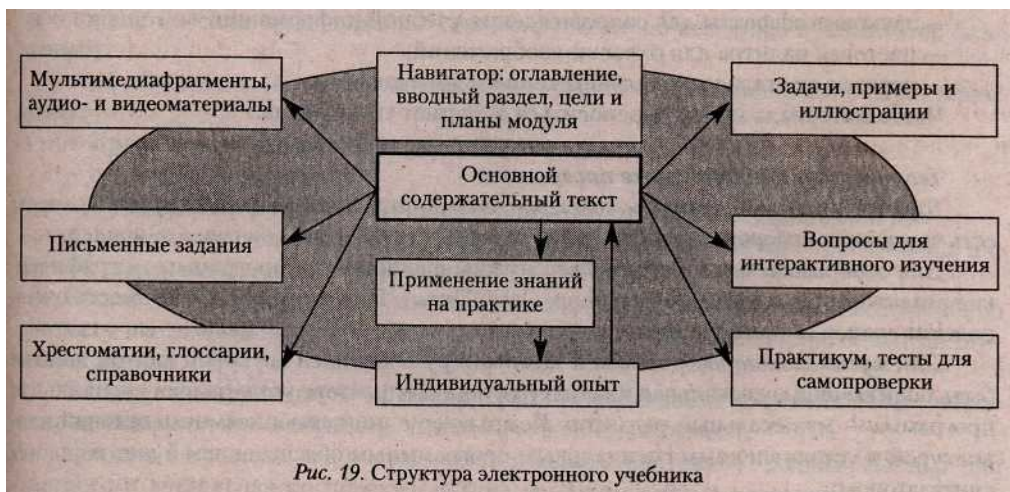 Мультимедиафрагменты,
аудио- и видеоматериалы
Навигатор: оглавление,
вводный раздел, цели и
планы модуля
Задачи, примеры и
иллюстрации
Основной
содержательный текст
Письменные задания
Вопросы для
интерактивного изучения
Применение знаний
на практике
Хрестоматии, глоссарии,
справочники
Индивидуальный опыт
Практикум, тесты для
самопроверки
Рис. 19. Структура электронного учебника